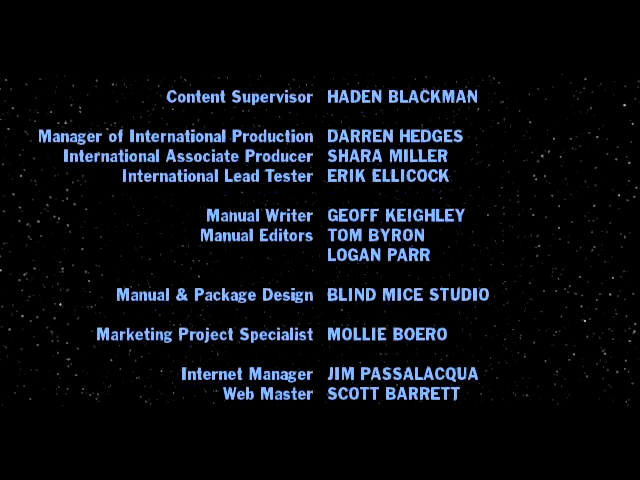 Content Supervisor HADEN BLACKMAN
Manager of International Production DARREN HEDGES
International Associate Producer SHARA MILLER
International Lead Tester ERIK ELLICOCK
Manual Writer GEOFF KEIGHLEY
Manual Editors TOM BYRON
LOGAN PARR
Manual & Package Design BLIND MICE STUDIO
Marketing Project Specialist MOLLIE BOERO
Internet Manager JIM PASSALACQUA
Web Master SCOTT BARRETT